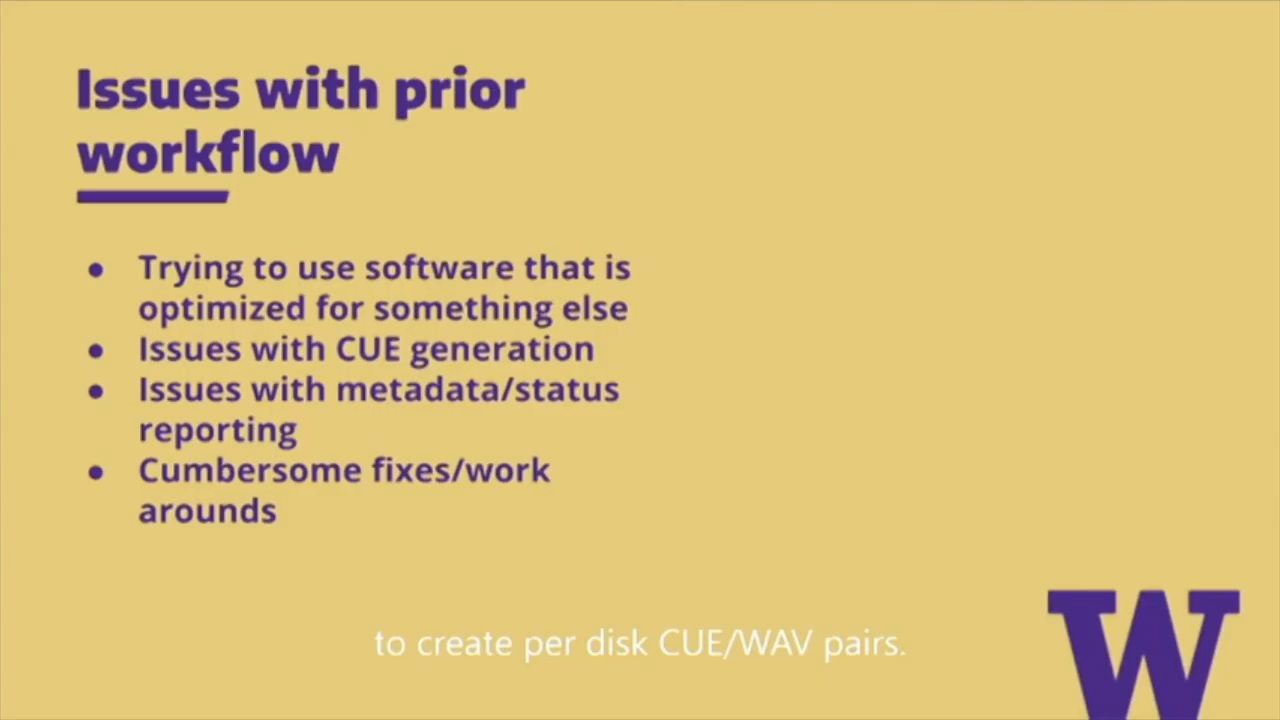 Issues with prior
workflow
● Trying to use software that is
optimized for something else
● Issues with CUE generation
● Issues with metadata/status
reporting
● Cumbersome fixes/work
arounds
to create per disk CUE/WAV pairs.
W